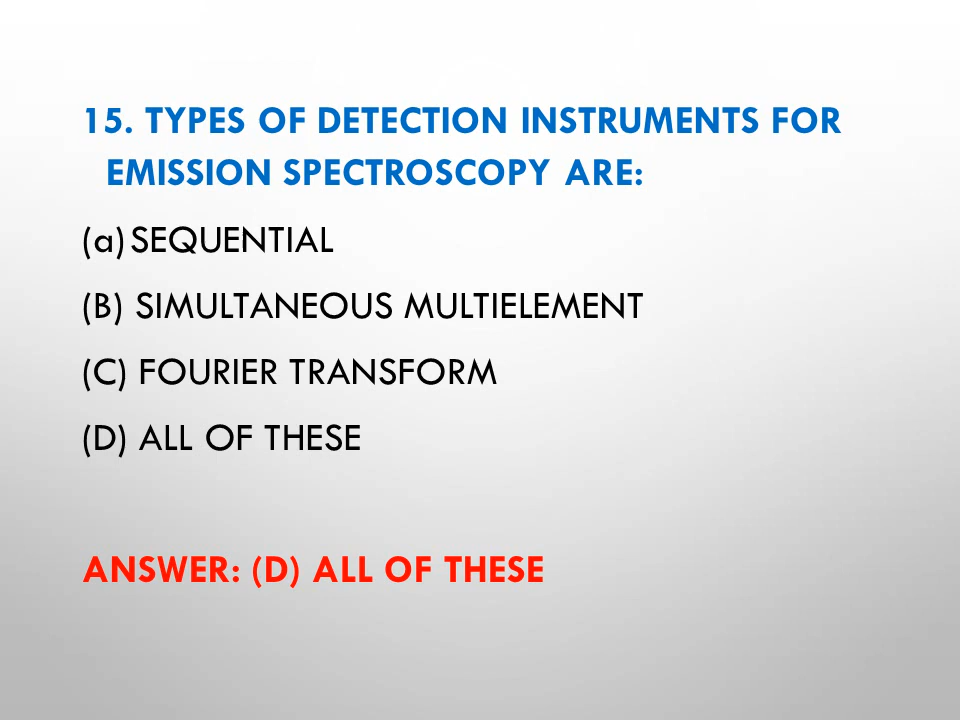 15. TYPES OF DETECTION INSTRUMENTS FOR
EMISSION SPECTROSCOPY ARE:
(a) SEQUENTIAL
(B) SIMULTANEOUS MULTIELEMENT
(C) FOURIER TRANSFORM
(D) ALL OF THESE
ANSWER: (D) ALL OF THESE